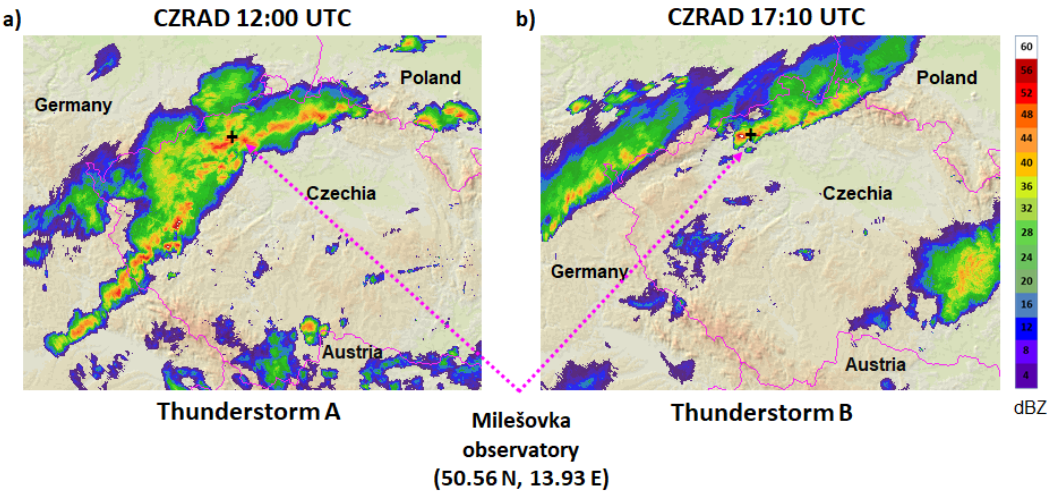 a)
CZRAD 12:00 UTC
b)
CZRAD 17:10 UTC
Germany
Poland
Czechia
Austria
Poland
Czechia
Germany
Austria
60
56
52
48
44
40
36
32
28
24
20
16
12
8
4
dBZ
Thunderstorm A
Thunderstorm B
Milešovka
observatory
(50.56 N, 13.93 E)